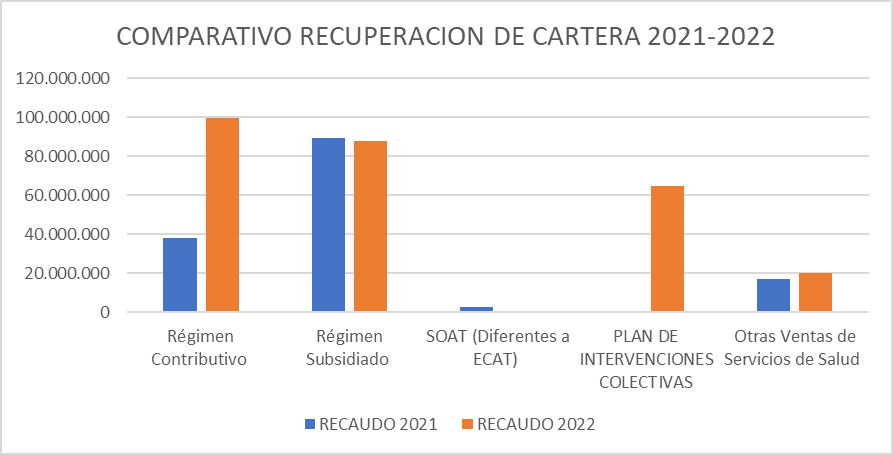 COMPARATIVO RECUPERACION DE CARTERA 2021-2022
120.000.000
100.000.000
80.000.000
60.000.000
40.000.000
20.000.000
0
Régimen
Contributivo
Régimen
Subsidiado
SOAT (Diferentes a
ECAT)
PLAN DE
INTERVENCIONES
COLECTIVAS
Otras Ventas de
Servicios de Salud
RECAUDO 2021
RECAUDO 2022